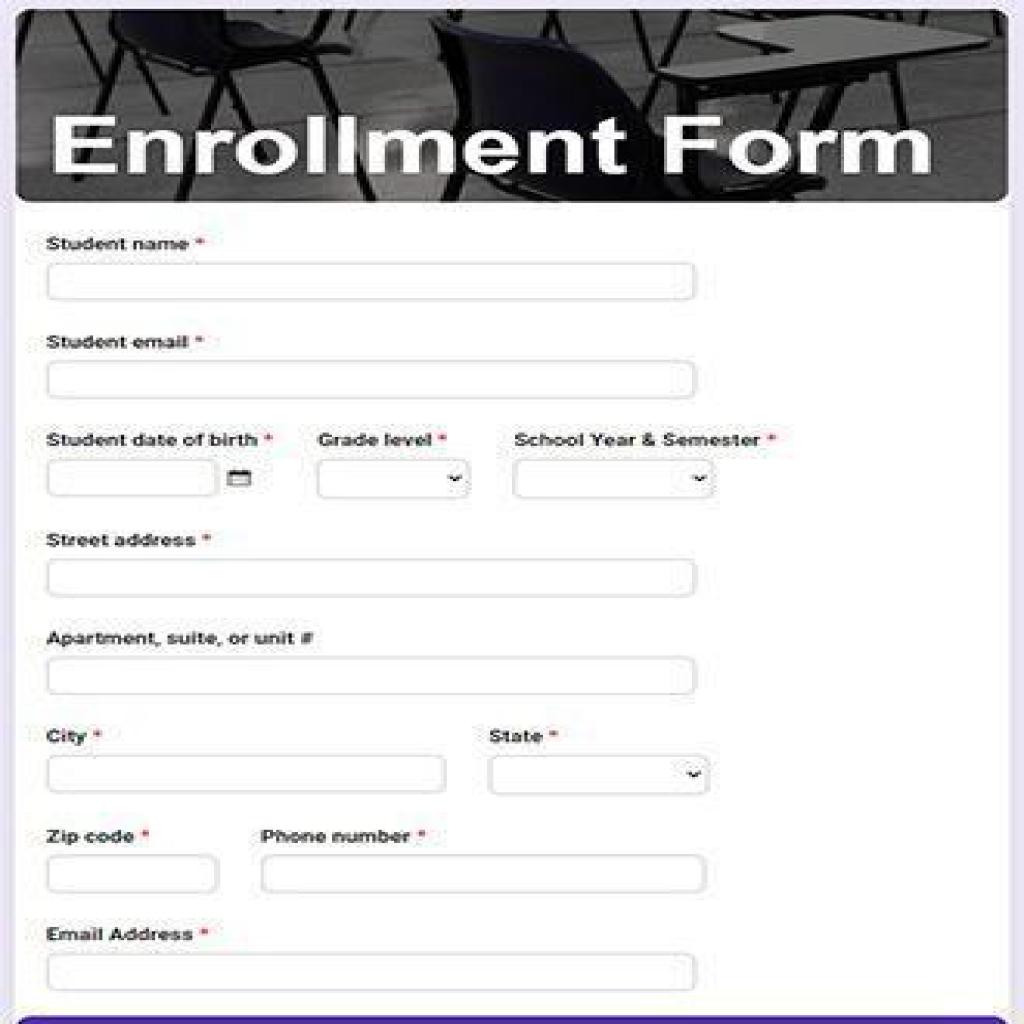 Enrollment Form
Student name *
Student email *
Student date of birth * Grade level * School Year & Semester *
Street address *
Apartment, suite, or unit #
City * State *
Zip code * Phone number *
Email Address *